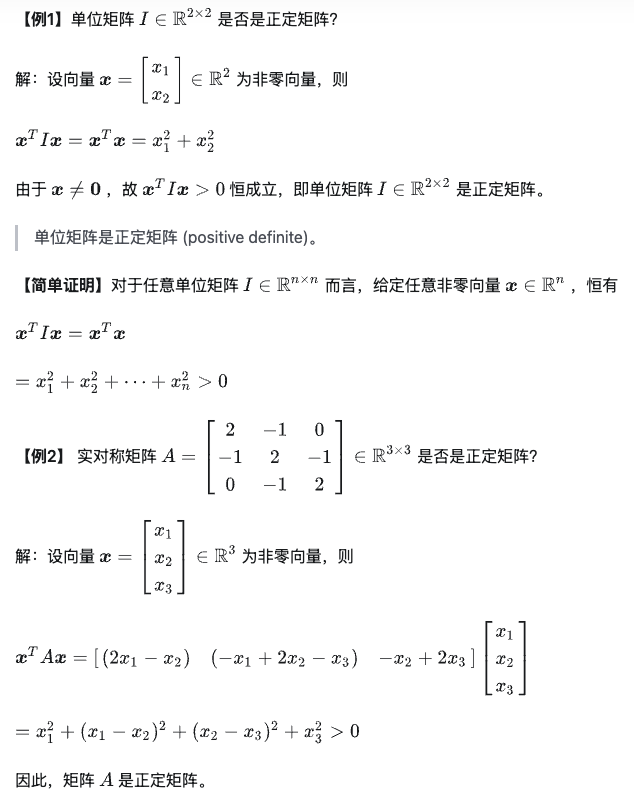 【例1】单位矩阵 $I \in \mathbb{R}^{2\times 2}$ 是否是正定矩阵?
解：设向量 $\boldsymbol{x} = \begin{bmatrix} x_1 \\ x_2 \end{bmatrix} \in \mathbb{R}^2$ 为非零向量，则
$\boldsymbol{x}^T I \boldsymbol{x} = \boldsymbol{x}^T \boldsymbol{x} = x_1^2 + x_2^2$
由于 $\boldsymbol{x} \neq \boldsymbol{0}$ ，故 $\boldsymbol{x}^T I \boldsymbol{x} > 0$ 恒成立，即单位矩阵 $I \in \mathbb{R}^{2\times 2}$ 是正定矩阵。
单位矩阵是正定矩阵 (positive definite)。
【简单证明】对于任意单位矩阵 $I \in \mathbb{R}^{n\times n}$ 而言，给定任意非零向量 $\boldsymbol{x} \in \mathbb{R}^n$ ，恒有
$\boldsymbol{x}^T I \boldsymbol{x} = \boldsymbol{x}^T \boldsymbol{x}$
$= x_1^2 + x_2^2 + \cdots + x_n^2 > 0$
【例2】 实对称矩阵 $A = \begin{bmatrix} 2 & -1 & 0 \\ -1 & 2 & -1 \\ 0 & -1 & 2 \end{bmatrix} \in \mathbb{R}^{3\times 3}$ 是否是正定矩阵?
解：设向量 $\boldsymbol{x} = \begin{bmatrix} x_1 \\ x_2 \\ x_3 \end{bmatrix} \in \mathbb{R}^3$ 为非零向量，则
$\boldsymbol{x}^T A \boldsymbol{x} = [\,(2x_1 - x_2) \quad (-x_1 + 2x_2 - x_3) \quad -x_2 + 2x_3\,] \begin{bmatrix} x_1 \\ x_2 \\ x_3 \end{bmatrix}$
$= x_1^2 + (x_1 - x_2)^2 + (x_2 - x_3)^2 + x_3^2 > 0$
因此，矩阵 $A$ 是正定矩阵。